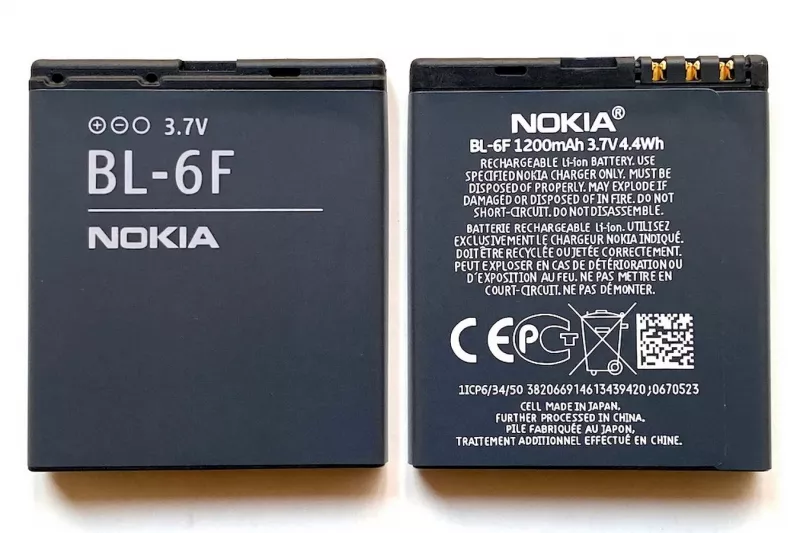 ⊕⊖○ 3.7V
BL-6F
NOKIA
NOKIA®
BL-6F 1200mAh 3.7V 4.4Wh
RECHARGEABLE Li-ion BATTERY. USE
SPECIFIED NOKIA CHARGER ONLY. MUST BE
DISPOSED OF PROPERLY. MAY EXPLODE IF
DAMAGED OR DISPOSED OF IN FIRE. DO NOT
SHORT-CIRCUIT. DO NOT DISASSEMBLE.
BATTERIE RECHARGEABLE Li-ion. UTILISEZ
EXCLUSIVEMENT LE CHARGEUR NOKIA INDIQUÉ.
DOIT ÊTRE RECYCLÉE OU JETÉE CORRECTEMENT.
PEUT EXPLOSER EN CAS DE DÉTÉRIORATION OU
D'EXPOSITION AU FEU. NE PAS METTRE EN
COURT-CIRCUIT. NE PAS DÉMONTER.
CE PCT
1ICP6/34/50 3820669146134394​20;0670523
CELL MADE IN JAPAN,
FURTHER PROCESSED IN CHINA.
PILE FABRIQUÉE AU JAPON,
TRAITEMENT ADDITIONNEL EFFECTUÉ EN CHINE.